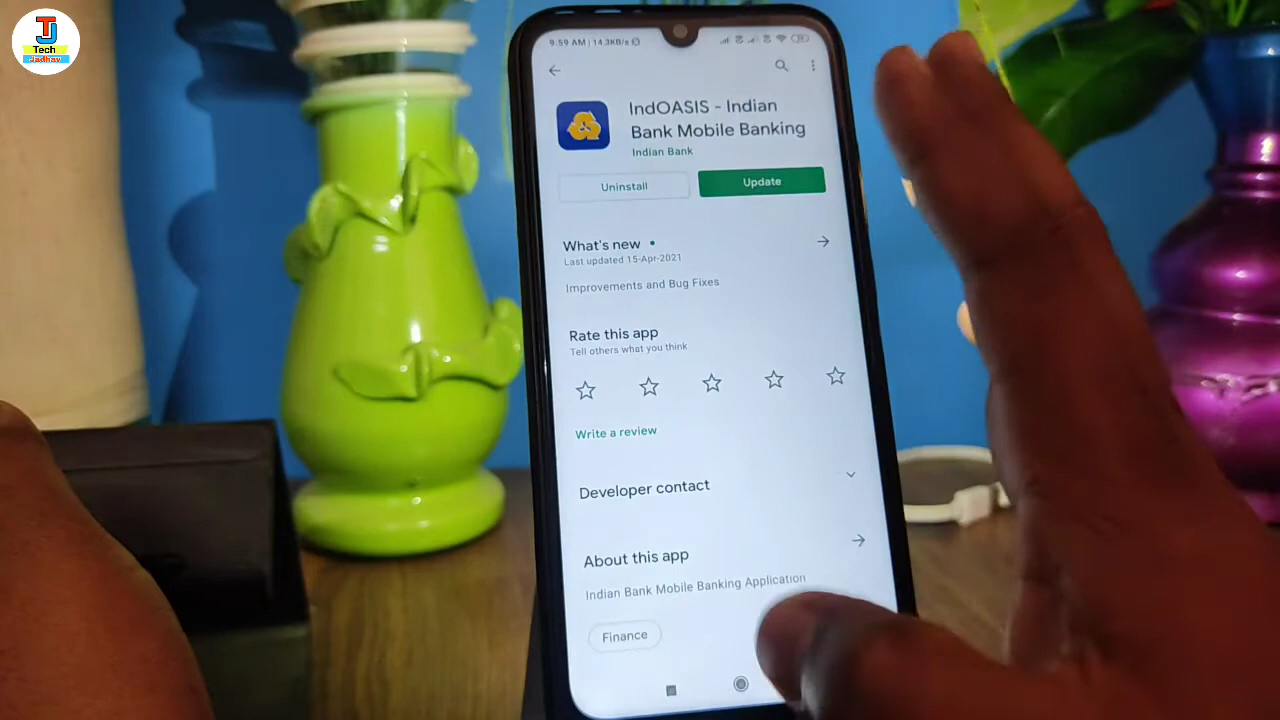 TJ
Tech
Jadhav
9:59 AM | 14.3KB/s
IndOASIS - Indian
Bank Mobile Banking
Indian Bank
Uninstall
Update
What's new
Last updated 15-Apr-2021
Improvements and Bug Fixes
Rate this app
Tell others what you think
Write a review
Developer contact
About this app
Indian Bank Mobile Banking Application
Finance